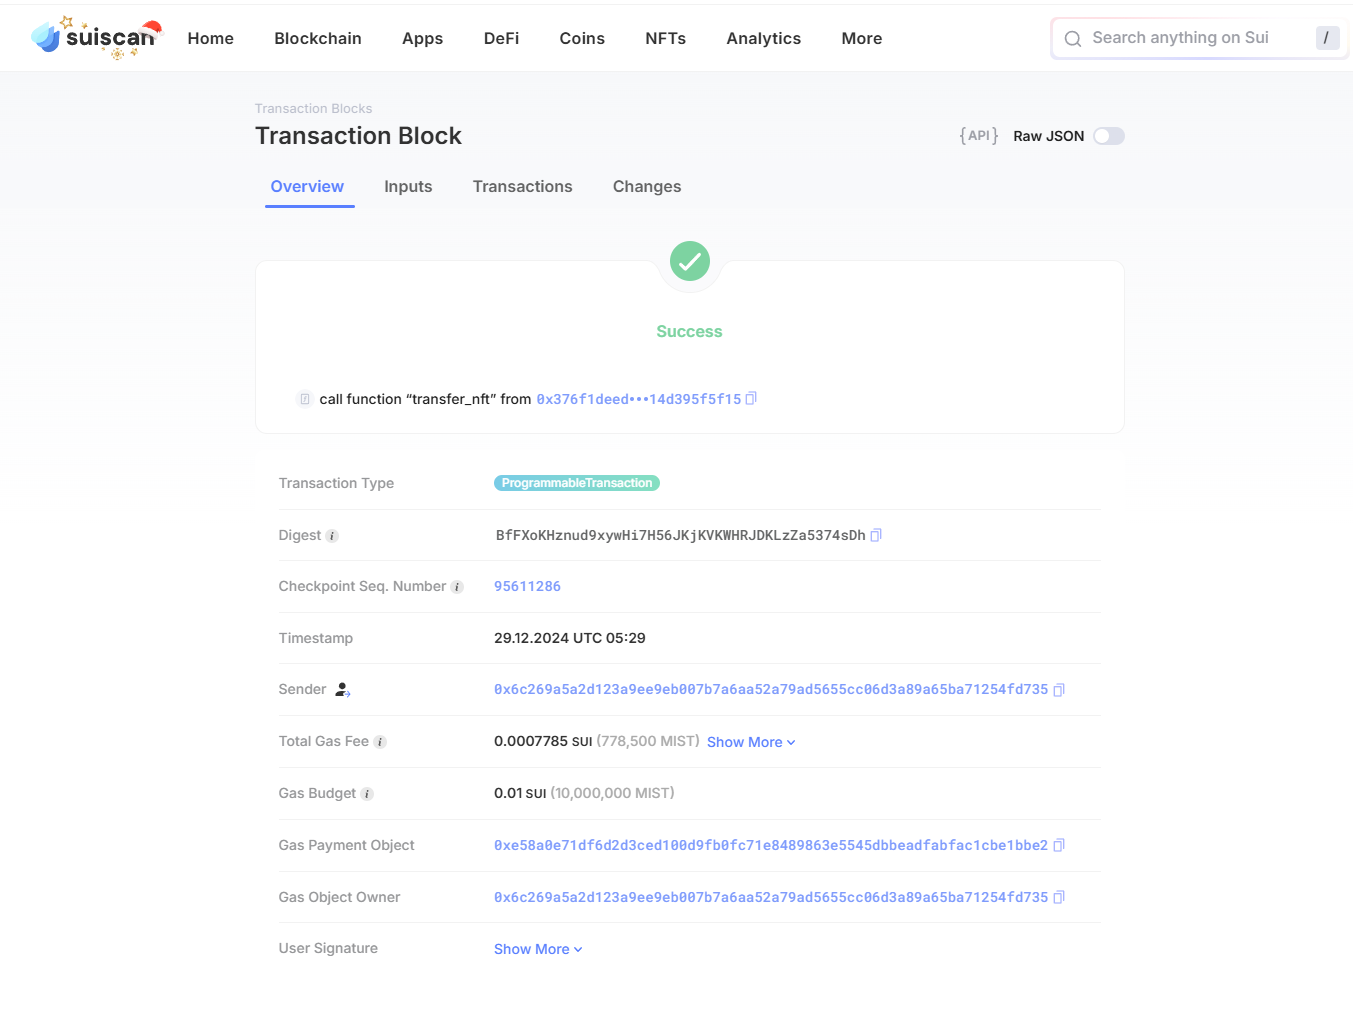 suiscan Home Blockchain Apps DeFi Coins NFTs Analytics More Search anything on Sui /
Transaction Blocks
Transaction Block {API} Raw JSON
Overview Inputs Transactions Changes
Success
call function “transfer_nft” from 0x376f1deed•••14d395f5f15
Transaction Type ProgrammableTransaction
Digest i BfFXoKHznud9xywHi7H56JKjKVKWHRJDKLzZa5374sDh
Checkpoint Seq. Number i 95611286
Timestamp 29.12.2024 UTC 05:29
Sender 0x6c269a5a2d123a9ee9eb007b7a6aa52a79ad5655cc06d3a89a65ba71254fd735
Total Gas Fee i 0.0007785 SUI (778,500 MIST) Show More
Gas Budget i 0.01 SUI (10,000,000 MIST)
Gas Payment Object 0xe58a0e71df6d2d3ced100d9fb0fc71e8489863e5545dbbeadfabfac1cbe1bbe2
Gas Object Owner 0x6c269a5a2d123a9ee9eb007b7a6aa52a79ad5655cc06d3a89a65ba71254fd735
User Signature Show More